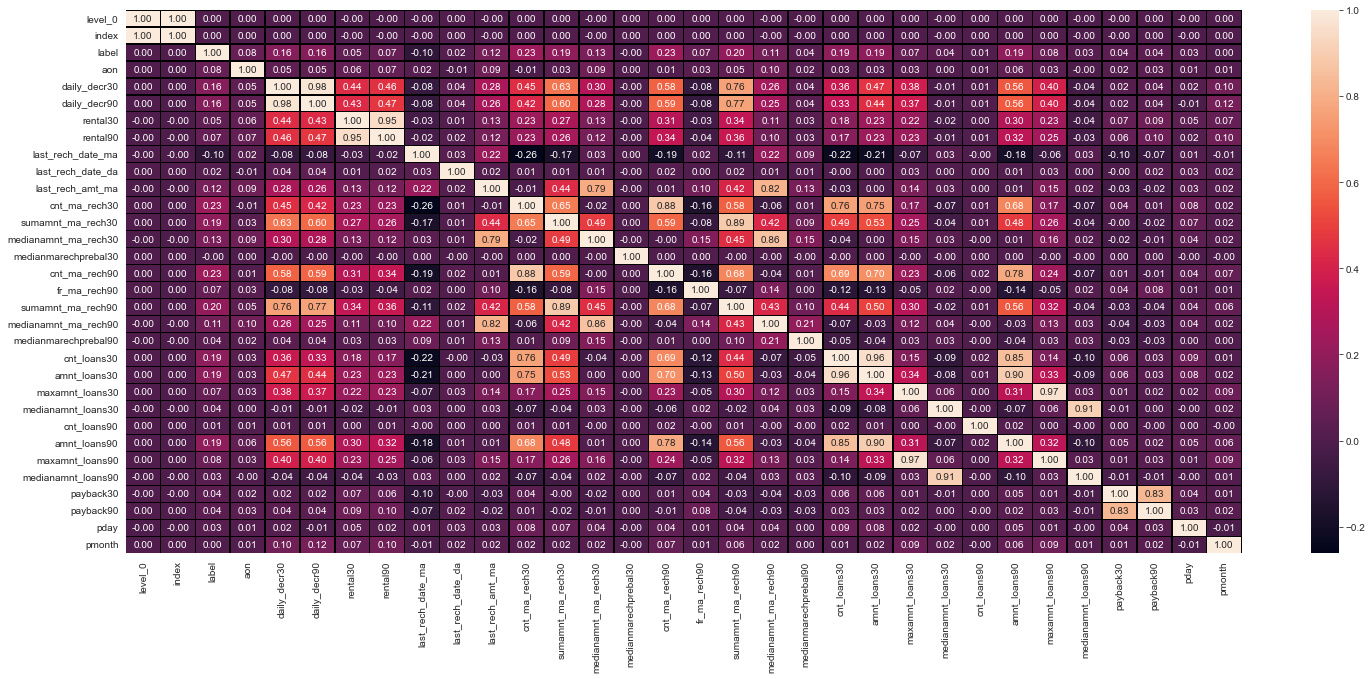 level_0 1.00 1.00 0.00 0.00 0.00 0.00 -0.00 -0.00 -0.00 -0.00 -0.00 0.00 0.00 -0.00 -0.00 0.00 0.00 0.00 -0.00 -0.00 0.00 0.00 0.00 -0.00 -0.00 0.00 0.00 -0.00 -0.00 0.00 -0.00 0.00
index 1.00 1.00 0.00 0.00 0.00 0.00 -0.00 -0.00 -0.00 -0.00 -0.00 0.00 0.00 -0.00 -0.00 0.00 0.00 0.00 -0.00 -0.00 0.00 0.00 0.00 -0.00 -0.00 0.00 0.00 -0.00 -0.00 0.00 -0.00 0.00
label 0.00 0.00 1.00 0.08 0.16 0.16 0.05 0.07 -0.10 0.02 0.12 0.23 0.19 0.13 -0.00 0.23 0.07 0.20 0.11 0.04 0.19 0.19 0.07 0.04 0.01 0.19 0.08 0.03 0.04 0.04 0.03 0.00
aon 0.00 0.00 0.08 1.00 0.05 0.05 0.06 0.07 0.02 -0.01 0.09 -0.01 0.03 0.09 0.00 0.01 0.03 0.05 0.10 0.02 0.03 0.03 0.03 0.00 0.01 0.06 0.03 -0.00 0.02 0.03 0.01 0.01
daily_decr30 0.00 0.00 0.16 0.05 1.00 0.98 0.44 0.46 -0.08 0.04 0.28 0.45 0.63 0.30 -0.00 0.58 -0.08 0.76 0.26 0.04 0.36 0.47 0.38 -0.01 0.01 0.56 0.40 -0.04 0.02 0.04 0.02 0.10
daily_decr90 0.00 0.00 0.16 0.05 0.98 1.00 0.43 0.47 -0.08 0.04 0.26 0.42 0.60 0.28 -0.00 0.59 -0.08 0.77 0.25 0.04 0.33 0.44 0.37 -0.01 0.01 0.56 0.40 -0.04 0.02 0.04 -0.01 0.12
rental30 -0.00 -0.00 0.05 0.06 0.44 0.43 1.00 0.95 -0.03 0.01 0.13 0.23 0.27 0.13 -0.00 0.31 -0.03 0.34 0.11 0.03 0.18 0.23 0.22 -0.02 0.01 0.30 0.23 -0.04 0.07 0.09 0.05 0.07
rental90 -0.00 -0.00 0.07 0.07 0.46 0.47 0.95 1.00 -0.02 0.02 0.12 0.23 0.26 0.12 -0.00 0.34 -0.04 0.36 0.10 0.03 0.17 0.23 0.23 -0.01 0.01 0.32 0.25 -0.03 0.06 0.10 0.02 0.10
last_rech_date_ma -0.00 -0.00 -0.10 0.02 -0.08 -0.08 -0.03 -0.02 1.00 0.03 0.22 -0.26 -0.17 0.03 0.00 -0.19 0.02 -0.11 0.22 0.09 -0.22 -0.21 -0.07 0.03 -0.00 -0.18 -0.06 0.03 -0.10 -0.07 0.01 -0.01
last_rech_date_da -0.00 -0.00 0.02 -0.01 0.04 0.04 0.01 0.02 0.03 1.00 0.02 0.01 0.01 0.01 -0.00 0.02 0.00 0.02 0.01 0.01 -0.00 0.00 0.03 0.03 0.00 0.01 0.03 0.02 -0.00 0.02 0.03 0.02
last_rech_amt_ma -0.00 -0.00 0.12 0.09 0.28 0.26 0.13 0.12 0.22 0.02 1.00 -0.01 0.44 0.79 -0.00 0.01 0.10 0.42 0.82 0.13 -0.03 0.00 0.14 0.03 0.00 0.01 0.15 0.02 -0.03 -0.02 0.03 0.02
cnt_ma_rech30 0.00 0.00 0.23 -0.01 0.45 0.42 0.23 0.23 -0.26 0.01 -0.01 1.00 0.65 -0.02 0.00 0.88 -0.16 0.58 -0.06 0.01 0.76 0.75 0.17 -0.07 0.01 0.68 0.17 -0.07 0.04 0.01 0.08 0.02
sumamnt_ma_rech30 0.00 0.00 0.19 0.03 0.63 0.60 0.27 0.26 -0.17 0.01 0.44 0.65 1.00 0.49 -0.00 0.59 -0.08 0.89 0.42 0.09 0.49 0.53 0.25 -0.04 0.01 0.48 0.26 -0.04 -0.00 -0.02 0.07 0.02
medianamnt_ma_rech30 -0.00 -0.00 0.13 0.09 0.30 0.28 0.13 0.12 0.03 0.01 0.79 -0.02 0.49 1.00 -0.00 -0.00 0.15 0.45 0.86 0.15 -0.04 0.00 0.15 0.03 0.00 0.01 0.16 0.02 -0.02 -0.01 0.04 0.02
medianmarechprebal30 -0.00 -0.00 -0.00 0.00 -0.00 -0.00 -0.00 -0.00 0.00 -0.00 -0.00 0.00 -0.00 -0.00 1.00 0.00 0.00 -0.00 -0.00 -0.00 0.00 0.00 -0.00 0.00 0.00 0.00 -0.00 -0.00 0.00 0.00 0.00 -0.00
cnt_ma_rech90 0.00 0.00 0.23 0.01 0.58 0.59 0.31 0.34 -0.19 0.02 0.01 0.88 0.59 -0.00 0.00 1.00 -0.16 0.68 -0.04 0.01 0.69 0.70 0.23 -0.06 0.02 0.78 0.24 -0.07 0.01 -0.01 0.04 0.07
fr_ma_rech90 0.00 0.00 0.07 0.03 -0.08 -0.08 -0.03 -0.04 0.02 0.00 0.10 -0.16 -0.08 0.15 0.00 -0.16 1.00 -0.07 0.14 0.10 -0.12 -0.13 -0.05 0.02 0.00 -0.14 -0.05 0.02 0.04 0.08 0.01 0.01
sumamnt_ma_rech90 0.00 0.00 0.20 0.05 0.76 0.77 0.34 0.36 -0.11 0.02 0.42 0.58 0.89 0.45 -0.00 0.68 -0.07 1.00 0.43 0.10 0.44 0.50 0.30 -0.02 0.01 0.56 0.32 -0.04 -0.03 -0.04 0.04 0.06
medianamnt_ma_rech90 -0.00 -0.00 0.11 0.10 0.26 0.25 0.11 0.10 0.22 0.01 0.82 -0.06 0.42 0.86 -0.00 -0.04 0.14 0.43 1.00 0.21 -0.07 -0.03 0.12 0.04 0.00 -0.03 0.13 0.03 -0.04 -0.03 0.04 0.02
medianmarechprebal90 -0.00 -0.00 0.04 0.02 0.04 0.04 0.03 0.03 0.09 0.01 0.13 0.01 0.09 0.15 -0.00 0.01 0.10 0.10 0.21 1.00 -0.05 -0.04 0.03 0.03 -0.00 -0.04 0.03 0.03 -0.03 -0.03 0.04 0.00
cnt_loans30 0.00 0.00 0.19 0.03 0.36 0.33 0.18 0.17 -0.22 -0.00 -0.03 0.76 0.49 -0.04 0.00 0.69 -0.12 0.44 -0.07 -0.05 1.00 0.96 0.15 -0.09 0.02 0.85 0.14 -0.10 0.06 0.03 0.09 0.01
amnt_loans30 0.00 0.00 0.19 0.03 0.47 0.44 0.23 0.23 -0.21 0.00 0.00 0.75 0.53 0.00 0.00 0.70 -0.13 0.50 -0.03 -0.04 0.96 1.00 0.34 -0.08 0.01 0.90 0.33 -0.09 0.06 0.03 0.08 0.02
maxamnt_loans30 0.00 0.00 0.07 0.03 0.38 0.37 0.22 0.23 -0.07 0.03 0.14 0.17 0.25 0.15 -0.00 0.23 -0.05 0.30 0.12 0.03 0.15 0.34 1.00 0.06 0.00 0.31 0.97 0.03 0.01 0.02 0.02 0.09
medianamnt_loans30 -0.00 -0.00 0.04 0.00 -0.01 -0.01 -0.02 -0.01 0.03 0.03 0.03 -0.07 -0.04 0.03 0.00 -0.06 0.02 -0.02 0.04 0.03 -0.09 -0.08 0.06 1.00 -0.00 -0.07 0.06 0.91 -0.01 0.00 -0.00 0.02
cnt_loans90 -0.00 -0.00 0.01 0.01 0.01 0.01 0.01 0.01 -0.00 0.00 0.00 0.01 0.01 0.00 0.00 0.02 0.00 0.01 0.00 -0.00 0.02 0.01 0.00 -0.00 1.00 0.02 0.00 -0.00 0.00 0.00 -0.00 -0.00
amnt_loans90 0.00 0.00 0.19 0.06 0.56 0.56 0.30 0.32 -0.18 0.01 0.01 0.68 0.48 0.01 0.00 0.78 -0.14 0.56 -0.03 -0.04 0.85 0.90 0.31 -0.07 0.02 1.00 0.32 -0.10 0.05 0.02 0.05 0.06
maxamnt_loans90 0.00 0.00 0.08 0.03 0.40 0.40 0.23 0.25 -0.06 0.03 0.15 0.17 0.26 0.16 -0.00 0.24 -0.05 0.32 0.13 0.03 0.14 0.33 0.97 0.06 0.00 0.32 1.00 0.03 0.01 0.03 0.01 0.09
medianamnt_loans90 -0.00 -0.00 0.03 -0.00 -0.04 -0.04 -0.04 -0.03 0.03 0.02 0.02 -0.07 -0.04 0.02 -0.00 -0.07 0.02 -0.04 0.03 0.03 -0.10 -0.09 0.03 0.91 -0.00 -0.10 0.03 1.00 -0.01 -0.01 -0.00 0.01
payback30 -0.00 -0.00 0.04 0.02 0.02 0.02 0.07 0.06 -0.10 -0.00 -0.03 0.04 -0.00 -0.02 0.00 0.01 0.04 -0.03 -0.04 -0.03 0.06 0.06 0.01 -0.01 0.00 0.05 0.01 -0.01 1.00 0.83 0.04 0.01
payback90 0.00 0.00 0.04 0.03 0.04 0.04 0.09 0.10 -0.07 0.02 -0.02 0.01 -0.02 -0.01 0.00 -0.01 0.08 -0.04 -0.03 -0.03 0.03 0.03 0.02 0.00 0.00 0.02 0.03 -0.01 0.83 1.00 0.03 0.02
pday -0.00 -0.00 0.03 0.01 0.02 -0.01 0.05 0.02 0.01 0.03 0.03 0.08 0.07 0.04 0.00 0.04 0.01 0.04 0.04 0.04 0.09 0.08 0.02 -0.00 -0.00 0.05 0.01 -0.00 0.04 0.03 1.00 -0.01
pmonth 0.00 0.00 0.00 0.01 0.10 0.12 0.07 0.10 -0.01 0.02 0.02 0.02 0.02 0.02 -0.00 0.07 0.01 0.06 0.02 0.00 0.01 0.02 0.09 0.02 -0.00 0.06 0.09 0.01 0.01 0.02 -0.01 1.00
level_0 index label aon daily_decr30 daily_decr90 rental30 rental90 last_rech_date_ma last_rech_date_da last_rech_amt_ma cnt_ma_rech30 sumamnt_ma_rech30 medianamnt_ma_rech30 medianmarechprebal30 cnt_ma_rech90 fr_ma_rech90 sumamnt_ma_rech90 medianamnt_ma_rech90 medianmarechprebal90 cnt_loans30 amnt_loans30 maxamnt_loans30 medianamnt_loans30 cnt_loans90 amnt_loans90 maxamnt_loans90 medianamnt_loans90 payback30 payback90 pday pmonth
1.0
0.8
0.6
0.4
0.2
0.0
−0.2